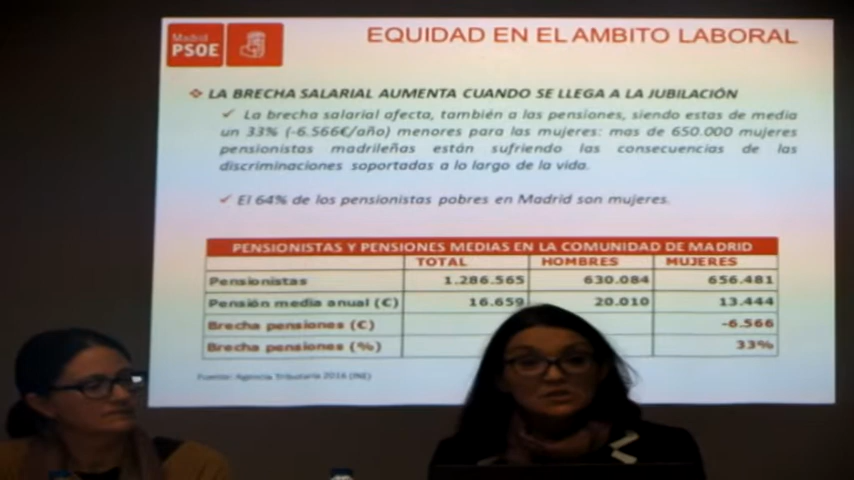 Madrid
PSOE
EQUIDAD EN EL AMBITO LABORAL
LA BRECHA SALARIAL AUMENTA CUANDO SE LLEGA A LA JUBILACIÓN
La brecha salarial afecta, también a las pensiones, siendo estas de media
un 33% (-6.566€/año) menores para las mujeres: mas de 650.000 mujeres
pensionistas madrileñas están sufriendo las consecuencias de las
discriminaciones soportadas a lo largo de la vida.
El 64% de los pensionistas pobres en Madrid son mujeres.
PENSIONISTAS Y PENSIONES MEDIAS EN LA COMUNIDAD DE MADRID
TOTAL HOMBRES MUJERES
Pensionistas 1.286.565 630.084 656.481
Pensión media anual (€) 16.659 20.010 13.444
Brecha pensiones (€) -6.566
Brecha pensiones (%) 33%
Fuente: Agencia Tributaria 2016 (INE)